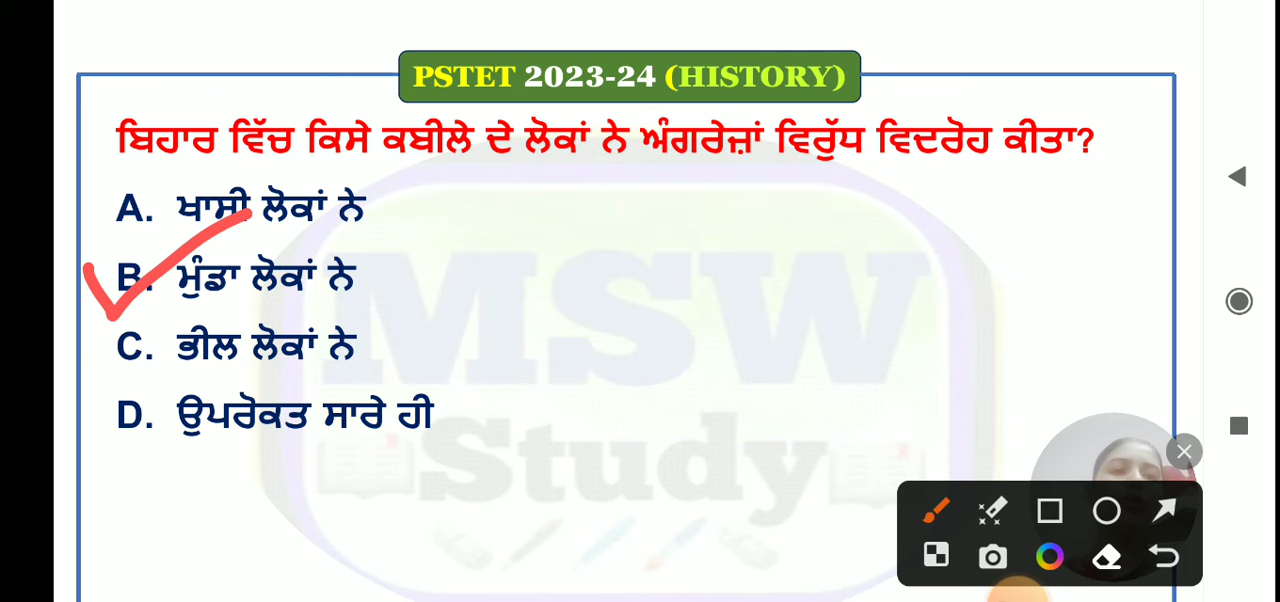 PSTET 2023-24 (HISTORY)
ਬਿਹਾਰ ਵਿੱਚ ਕਿਸੇ ਕਬੀਲੇ ਦੇ ਲੋਕਾਂ ਨੇ ਅੰਗਰੇਜ਼ਾਂ ਵਿਰੁੱਧ ਵਿਦਰੋਹ ਕੀਤਾ?
A. ਖਾਸੀ ਲੋਕਾਂ ਨੇ
B. ਮੁੰਡਾ ਲੋਕਾਂ ਨੇ
C. ਭੀਲ ਲੋਕਾਂ ਨੇ
D. ਉਪਰੋਕਤ ਸਾਰੇ ਹੀ
MSW
Study